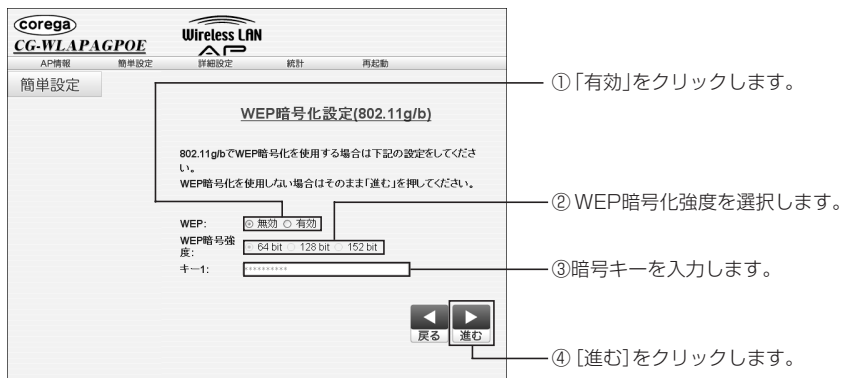 corega
CG-WLAPAGPOE
Wireless LAN
AP
AP情報 簡単設定 詳細設定 統計 再起動
簡単設定
WEP暗号化設定(802.11g/b)
802.11g/bでWEP暗号化を使用する場合は下記の設定をしてくださ
い。
WEP暗号化を使用しない場合はそのまま「進む」を押してください。
WEP: 無効 有効
WEP暗号強
度: 64 bit 128 bit 152 bit
キー1: **********
戻る 進む
①「有効」をクリックします。
②WEP暗号化強度を選択します。
③暗号キーを入力します。
④[進む]をクリックします。